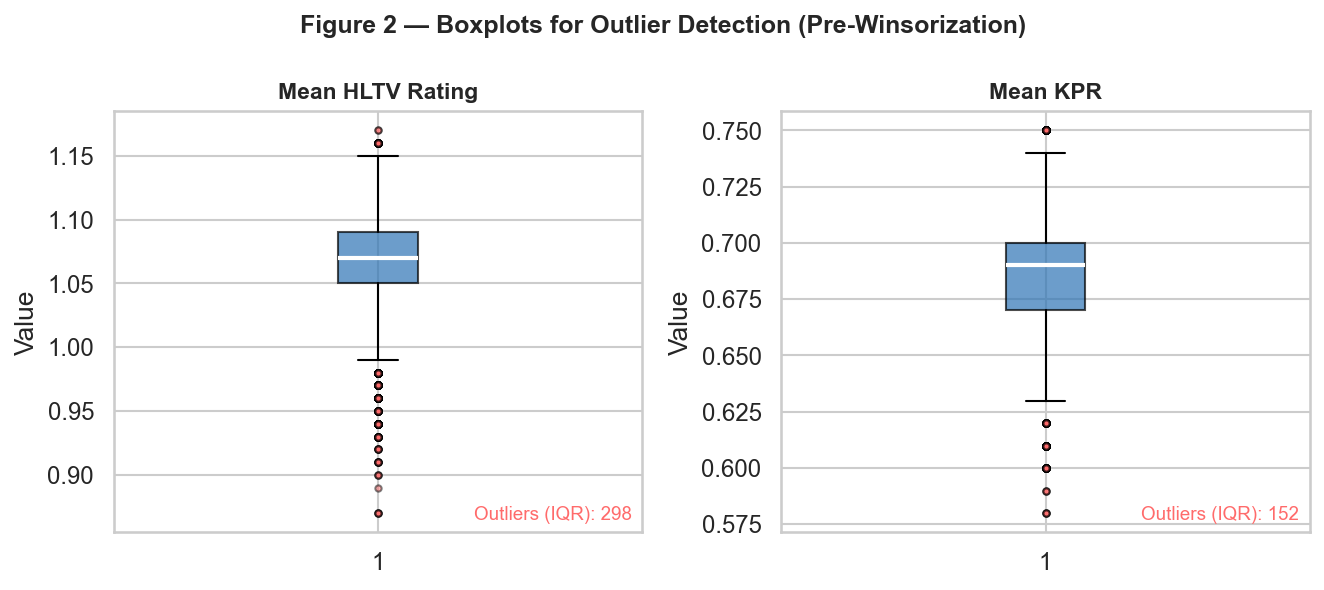 Figure 2 — Boxplots for Outlier Detection (Pre-Winsorization)
Mean HLTV Rating
Value
1.15
1.10
1.05
1.00
0.95
0.90
Outliers (IQR): 298
1
Mean KPR
Value
0.750
0.725
0.700
0.675
0.650
0.625
0.600
0.575
Outliers (IQR): 152
1